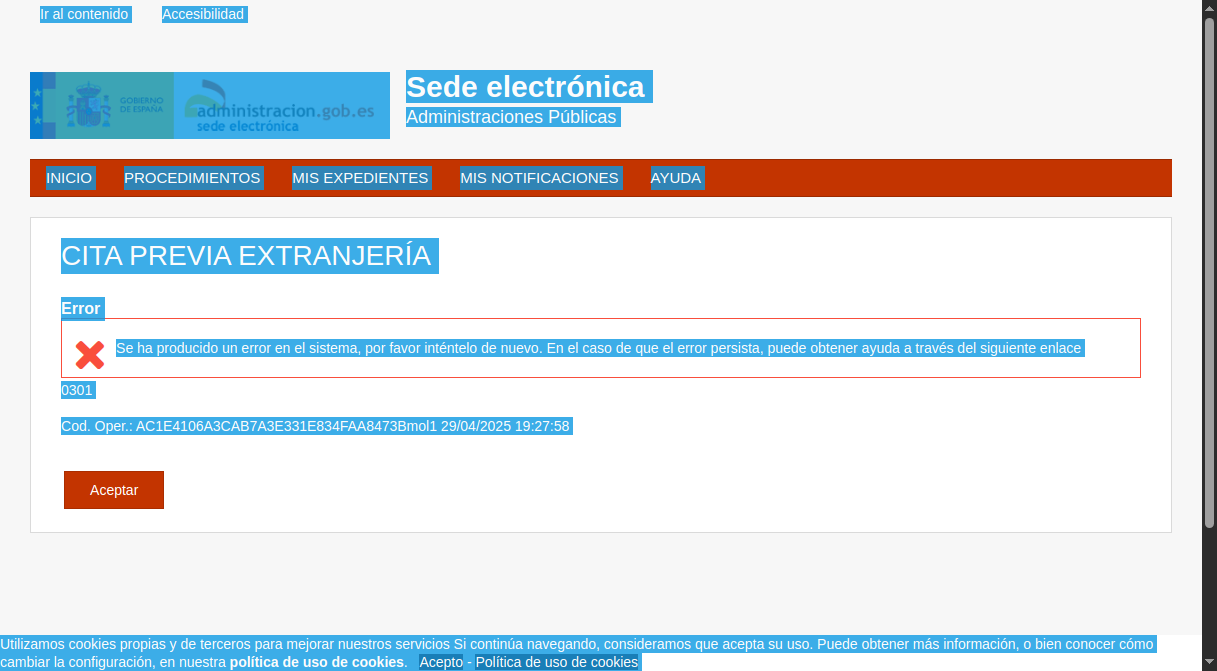 Ir al contenido Accesibilidad
GOBIERNO
DE ESPAÑA
administracion.gob.es
sede electrónica
Sede electrónica
Administraciones Públicas
INICIO PROCEDIMIENTOS MIS EXPEDIENTES MIS NOTIFICACIONES AYUDA
CITA PREVIA EXTRANJERÍA
Error
Se ha producido un error en el sistema, por favor inténtelo de nuevo. En el caso de que el error persista, puede obtener ayuda a través del siguiente enlace
0301
Cod. Oper.: AC1E4106A3CAB7A3E331E834FAA8473Bmol1 29/04/2025 19:27:58
Aceptar
Utilizamos cookies propias y de terceros para mejorar nuestros servicios Si continúa navegando, consideramos que acepta su uso. Puede obtener más información, o bien conocer cómo
cambiar la configuración, en nuestra política de uso de cookies. Acepto - Política de uso de cookies